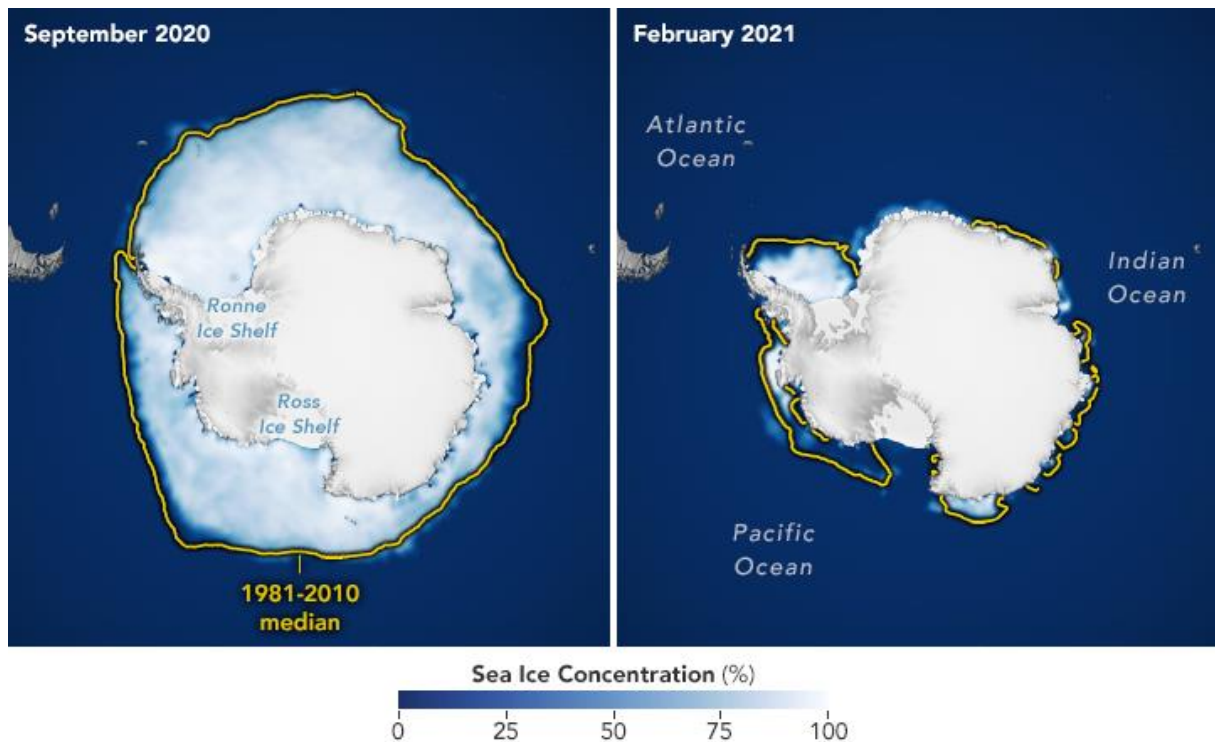 September 2020
Ronne
Ice Shelf
Ross
Ice Shelf
1981-2010
median
February 2021
Atlantic
Ocean
Indian
Ocean
Pacific
Ocean
Sea Ice Concentration (%)
0 25 50 75 100